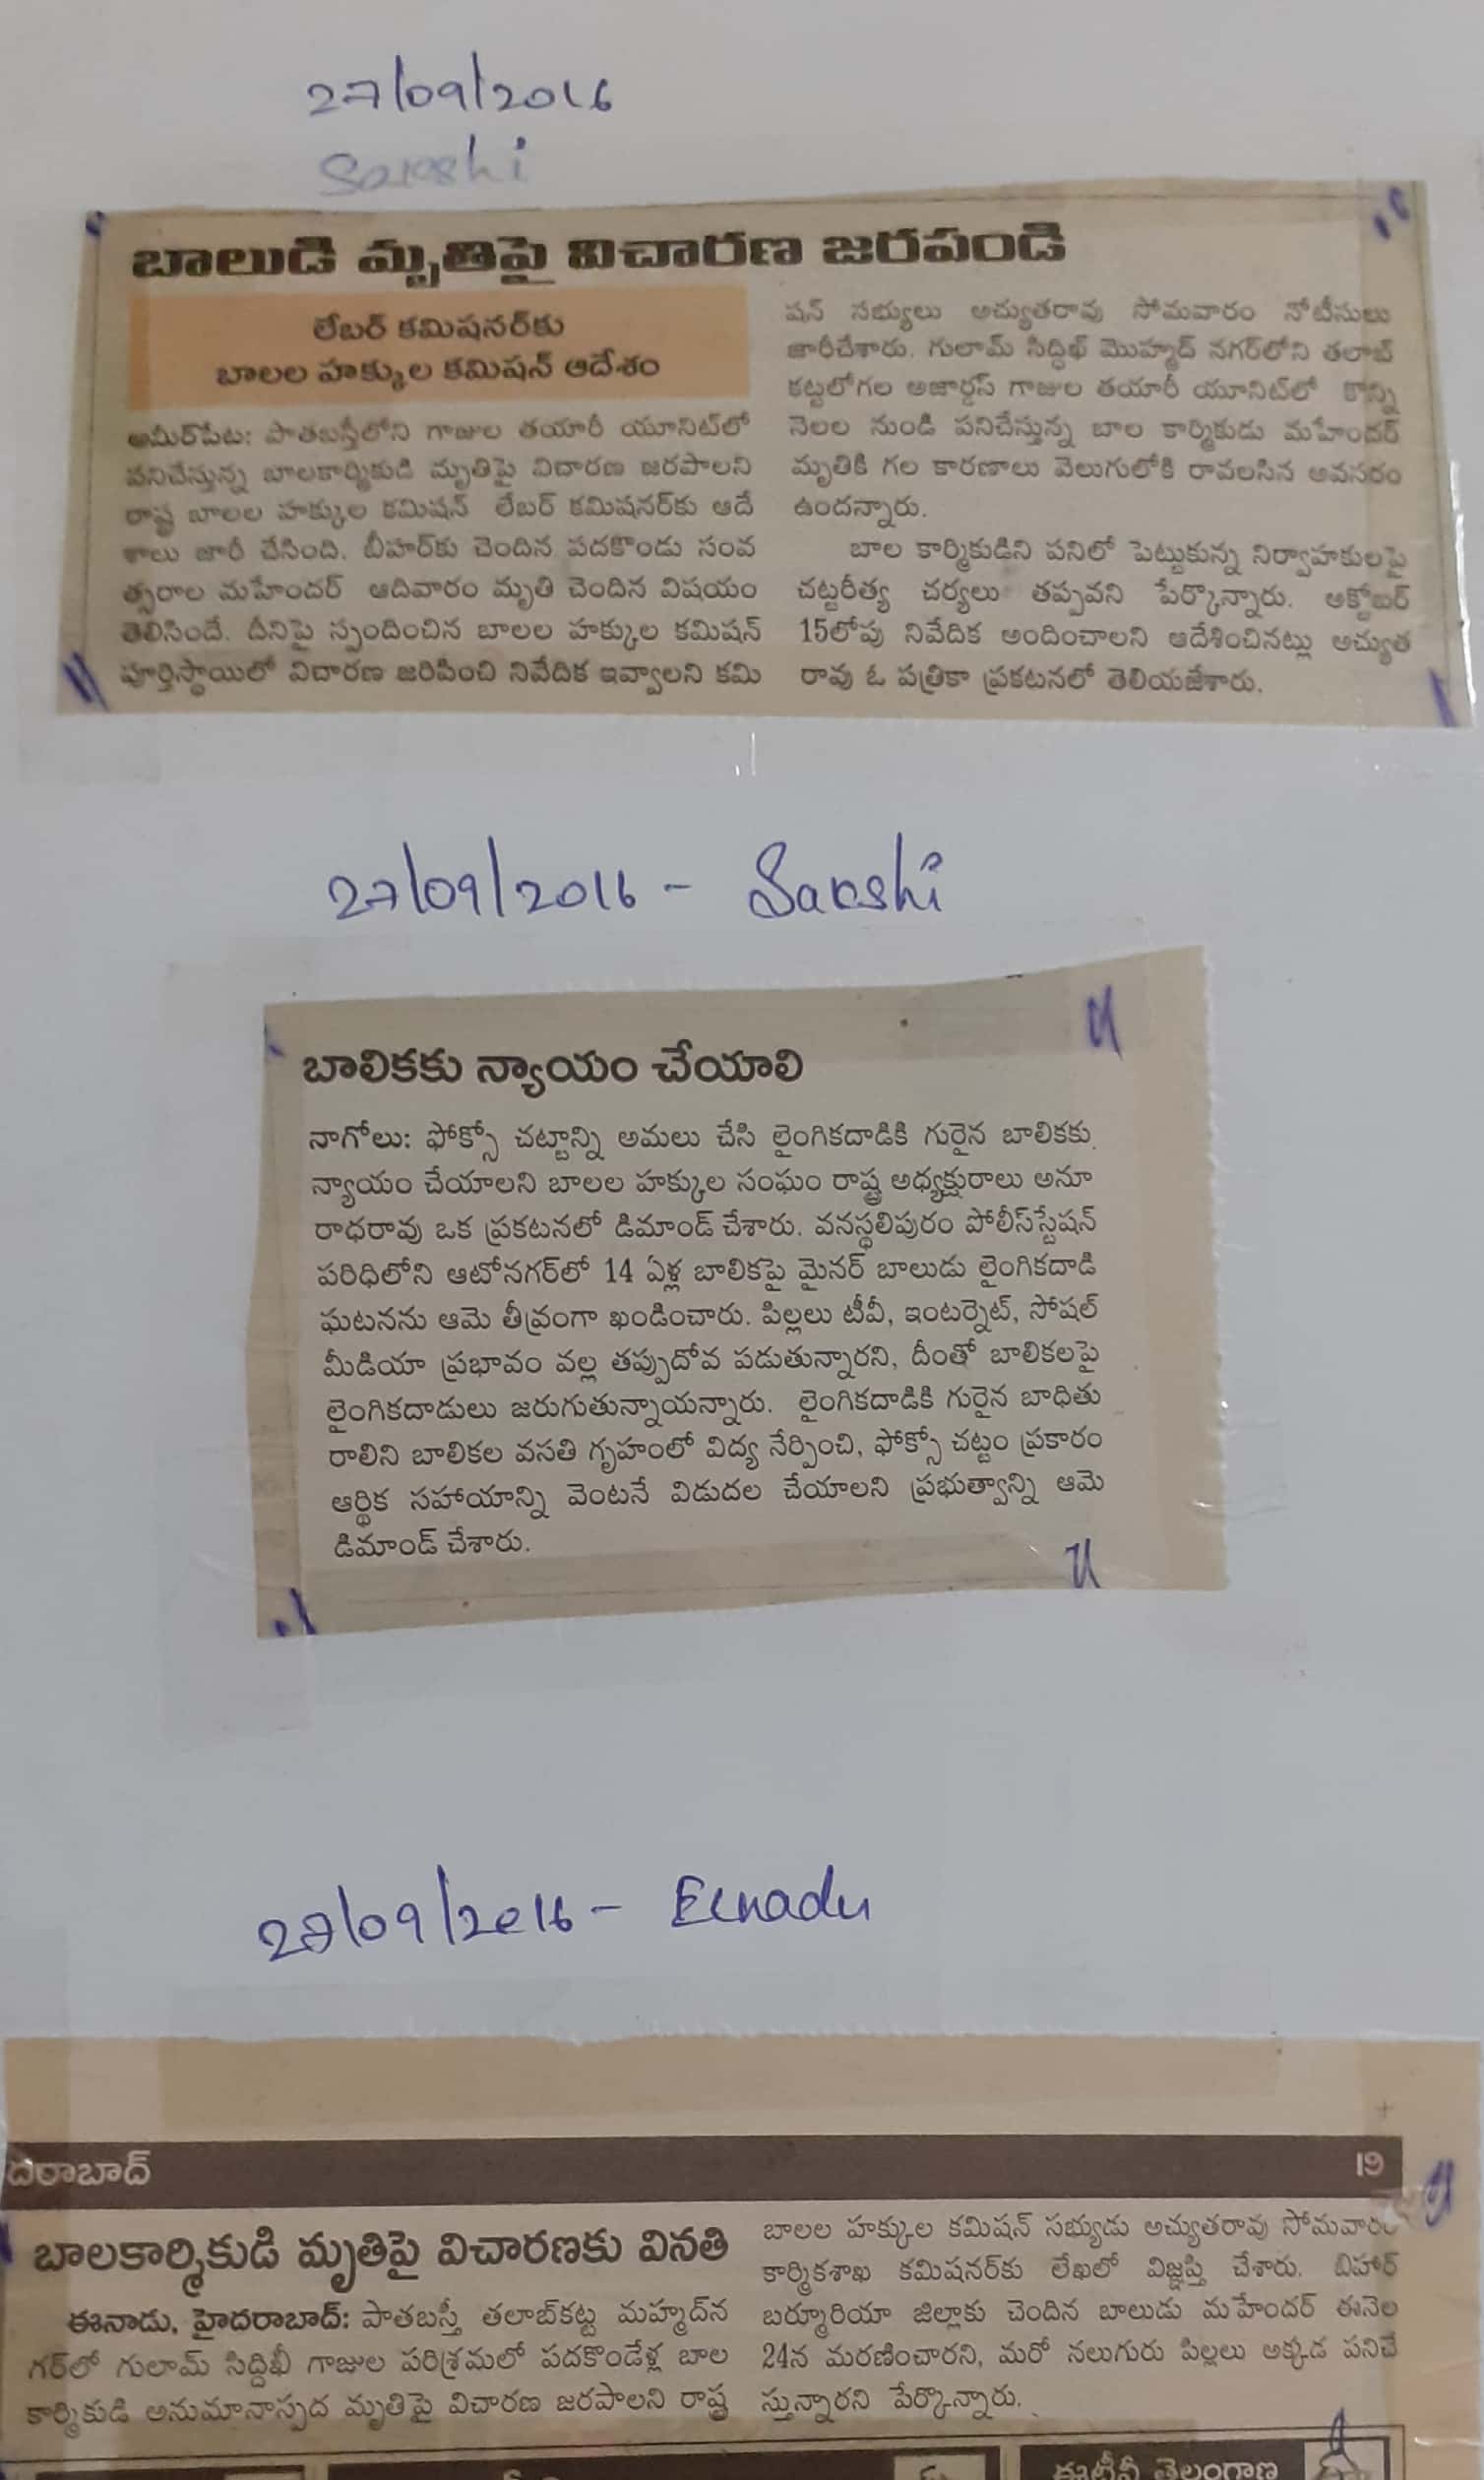 27/09/2016
Sakshi
బాలుడి మృతిపై విచారణ జరపండి
లేబర్ కమిషనర్‌కు
బాలల హక్కుల కమిషన్ ఆదేశం
అమీర్‌పేట: పాతబస్తీలోని గాజుల తయారీ యూనిట్‌లో
పనిచేస్తున్న బాలకార్మికుడి మృతిపై విచారణ జరపాలని
రాష్ట్ర బాలల హక్కుల కమిషన్ లేబర్ కమిషనర్‌కు ఆదే
శాలు జారీ చేసింది. బీహార్‌కు చెందిన పదకొండు సంవ
త్సరాల మహేందర్ ఆదివారం మృతి చెందిన విషయం
తెలిసిందే. దీనిపై స్పందించిన బాలల హక్కుల కమిషన్
పూర్తిస్థాయిలో విచారణ జరిపించి నివేదిక ఇవ్వాలని కమి
షన్ సభ్యులు అచ్యుతరావు సోమవారం నోటీసులు
జారీచేశారు. గులామ్ సిద్ధిఖ్ మొహ్మద్ నగర్‌లోని తలాబ్
కట్టలోగల అజార్డస్ గాజుల తయారీ యూనిట్‌లో కొన్ని
నెలల నుండి పనిచేస్తున్న బాల కార్మికుడు మహేందర్
మృతికి గల కారణాలు వెలుగులోకి రావలసిన అవసరం
ఉందన్నారు.
బాల కార్మికుడిని పనిలో పెట్టుకున్న నిర్వాహకులపై
చట్టరీత్య చర్యలు తప్పవని పేర్కొన్నారు. అక్టోబర్
15లోపు నివేదిక అందించాలని ఆదేశించినట్లు అచ్యుత
రావు ఓ పత్రికా ప్రకటనలో తెలియజేశారు.
27/09/2016 - Sakshi
బాలికకు న్యాయం చేయాలి
నాగోలు: ఫోక్సో చట్టాన్ని అమలు చేసి లైంగికదాడికి గురైన బాలికకు
న్యాయం చేయాలని బాలల హక్కుల సంఘం రాష్ట్ర అధ్యక్షురాలు అనూ
రాధరావు ఒక ప్రకటనలో డిమాండ్ చేశారు. వనస్థలిపురం పోలీస్‌స్టేషన్
పరిధిలోని ఆటోనగర్‌లో 14 ఏళ్ల బాలికపై మైనర్ బాలుడు లైంగికదాడి
ఘటనను ఆమె తీవ్రంగా ఖండించారు. పిల్లలు టీవీ, ఇంటర్నెట్, సోషల్
మీడియా ప్రభావం వల్ల తప్పుదోవ పడుతున్నారని, దీంతో బాలికలపై
లైంగికదాడులు జరుగుతున్నాయన్నారు. లైంగికదాడికి గురైన బాధితు
రాలిని బాలికల వసతి గృహంలో విద్య నేర్పించి, ఫోక్సో చట్టం ప్రకారం
ఆర్థిక సహాయాన్ని వెంటనే విడుదల చేయాలని ప్రభుత్వాన్ని ఆమె
డిమాండ్ చేశారు.
27/09/2016 - Eenadu
దరాబాద్
19
బాలకార్మికుడి మృతిపై విచారణకు వినతి
ఈనాడు, హైదరాబాద్: పాతబస్తీ తలాబ్‌కట్ట మహ్మద్‌న
గర్‌లో గులామ్ సిద్దిఖీ గాజుల పరిశ్రమలో పదకొండేళ్ల బాల
కార్మికుడి అనుమానాస్పద మృతిపై విచారణ జరపాలని రాష్ట్ర
బాలల హక్కుల కమిషన్ సభ్యుడు అచ్యుతరావు సోమవారం
కార్మికశాఖ కమిషనర్‌కు లేఖలో విజ్ఞప్తి చేశారు. బిహార్
బర్మూరియా జిల్లాకు చెందిన బాలుడు మహేందర్ ఈనెల
24న మరణించారని, మరో నలుగురు పిల్లలు అక్కడ పనిచే
స్తున్నారని పేర్కొన్నారు.
ఈటీవీ తెలంగాణ